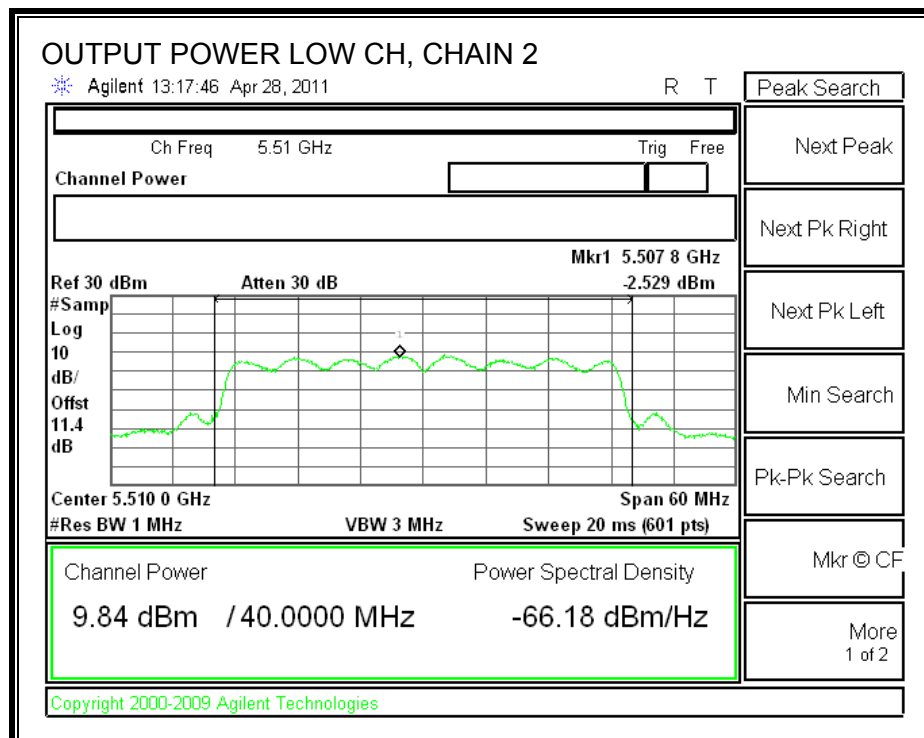 OUTPUT POWER LOW CH, CHAIN 2
Agilent 13:17:46 Apr 28, 2011 R T
Peak Search
Ch Freq 5.51 GHz Trig Free
Channel Power
Mkr1 5.507 8 GHz
Ref 30 dBm Atten 30 dB -2.529 dBm
#Samp
Log
10
dB/
Offst
11.4
dB
1
Center 5.510 0 GHz Span 60 MHz
#Res BW 1 MHz VBW 3 MHz Sweep 20 ms (601 pts)
Channel Power Power Spectral Density
9.84 dBm / 40.0000 MHz -66.18 dBm/Hz
Copyright 2000-2009 Agilent Technologies
Next Peak
Next Pk Right
Next Pk Left
Min Search
Pk-Pk Search
Mkr © CF
More
1 of 2